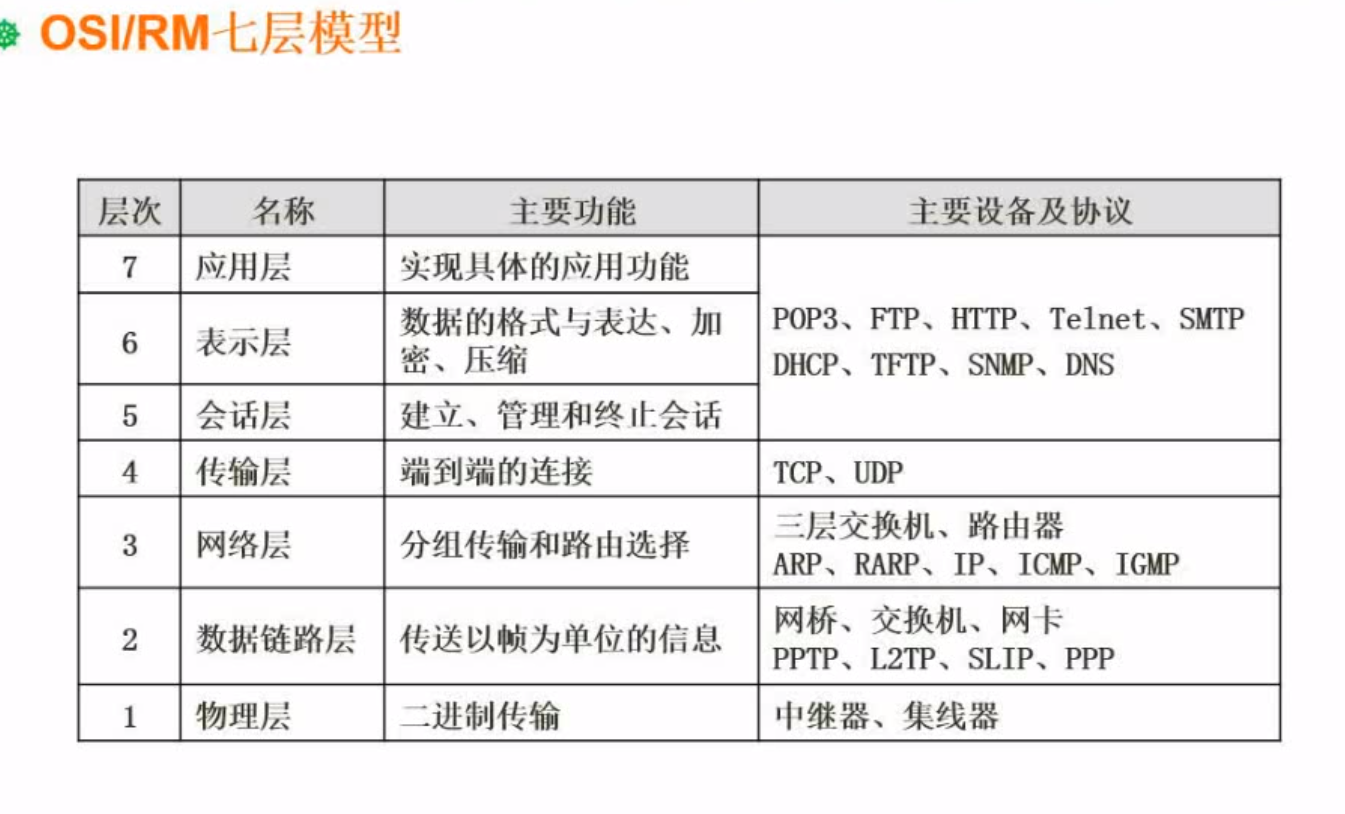 OSI/RM七层模型
层次 名称 主要功能 主要设备及协议
7 应用层 实现具体的应用功能
POP3、FTP、HTTP、Telnet、SMTP
DHCP、TFTP、SNMP、DNS
6 表示层 数据的格式与表达、加
密、压缩
5 会话层 建立、管理和终止会话
4 传输层 端到端的连接 TCP、UDP
3 网络层 分组传输和路由选择 三层交换机、路由器
ARP、RARP、IP、ICMP、IGMP
2 数据链路层 传送以帧为单位的信息 网桥、交换机、网卡
PPTP、L2TP、SLIP、PPP
1 物理层 二进制传输 中继器、集线器